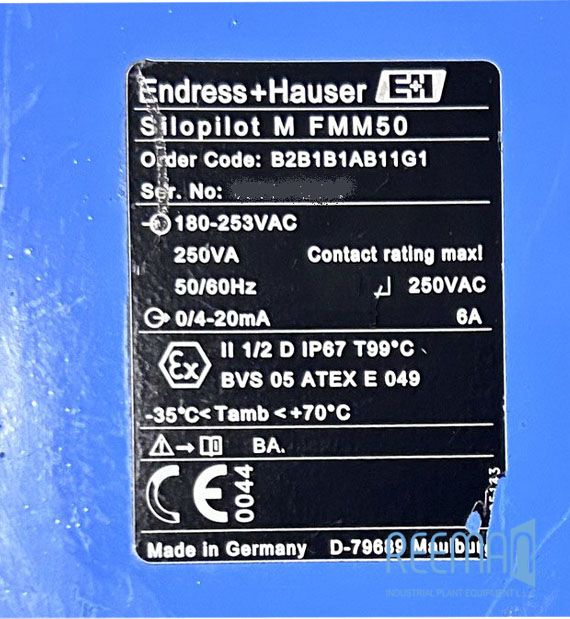 Endress+Hauser E+H
Silopilot M FMM50
Order Code: B2B1B1AB11G1
Ser. No:
180-253VAC
250VA Contact rating max!
50/60Hz 250VAC
0/4-20mA 6A
Ex II 1/2 D IP67 T99°C
BVS 05 ATEX E 049
-35°C< Tamb < +70°C
BA.
CE 0044
Made in Germany D-79689 Maulburg
REEMAN
INDUSTRIAL PLANT EQUIPMENT L.L.C